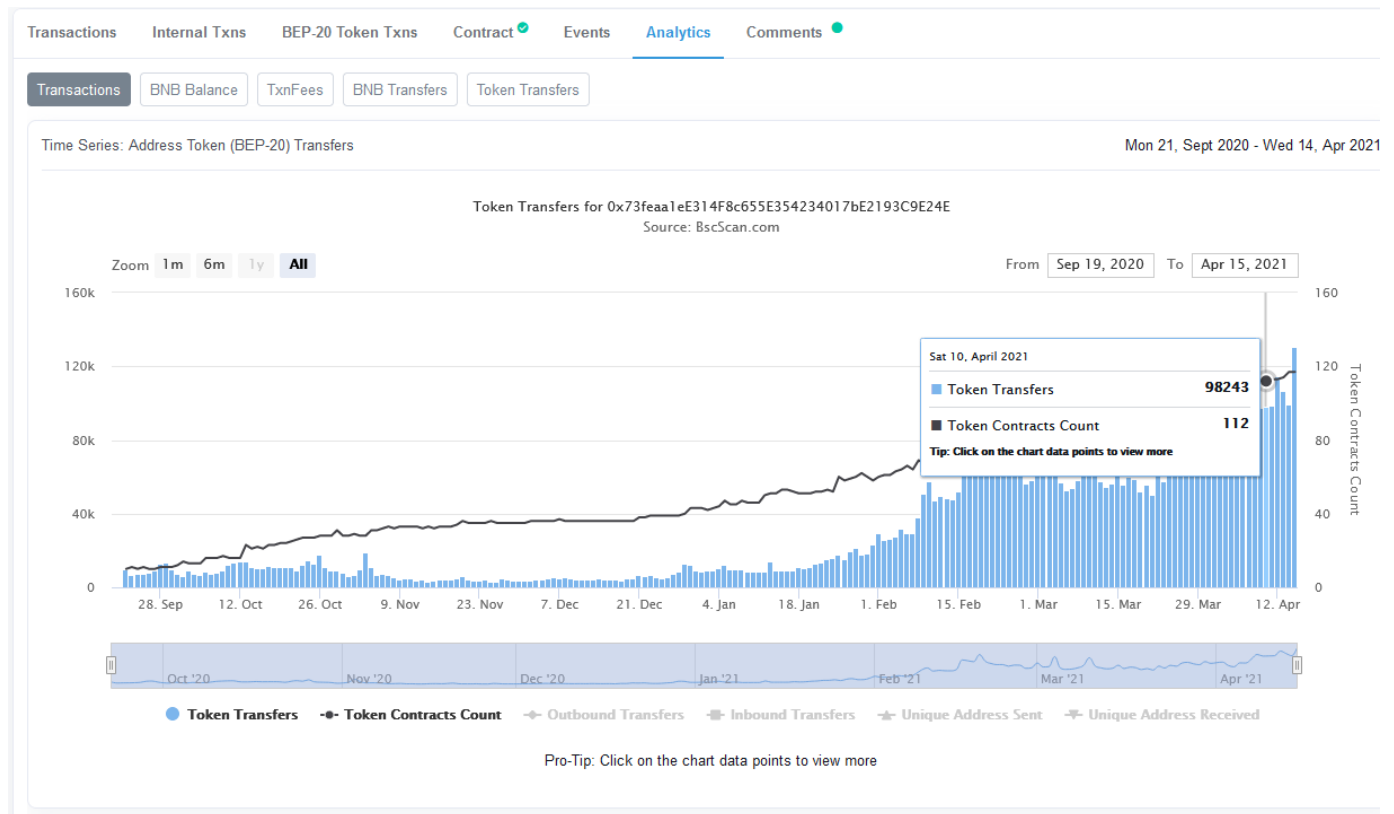 Transactions Internal Txns BEP-20 Token Txns Contract Events Analytics Comments
Transactions BNB Balance TxnFees BNB Transfers Token Transfers
Time Series: Address Token (BEP-20) Transfers Mon 21, Sept 2020 - Wed 14, Apr 2021
Token Transfers for 0x73feaa1eE314F8c655E354234017bE2193C9E24E
Source: BscScan.com
Zoom 1m 6m 1y All From Sep 19, 2020 To Apr 15, 2021
160k 160
120k 120
80k 80
40k 40
0 0
Token Contracts Count
Sat 10, April 2021
Token Transfers 98243
Token Contracts Count 112
Tip: Click on the chart data points to view more
28. Sep 12. Oct 26. Oct 9. Nov 23. Nov 7. Dec 21. Dec 4. Jan 18. Jan 1. Feb 15. Feb 1. Mar 15. Mar 29. Mar 12. Apr
Oct '20 Nov '20 Dec '20 Jan '21 Feb '21 Mar '21 Apr '21
Token Transfers Token Contracts Count Outbound Transfers Inbound Transfers Unique Address Sent Unique Address Received
Pro-Tip: Click on the chart data points to view more